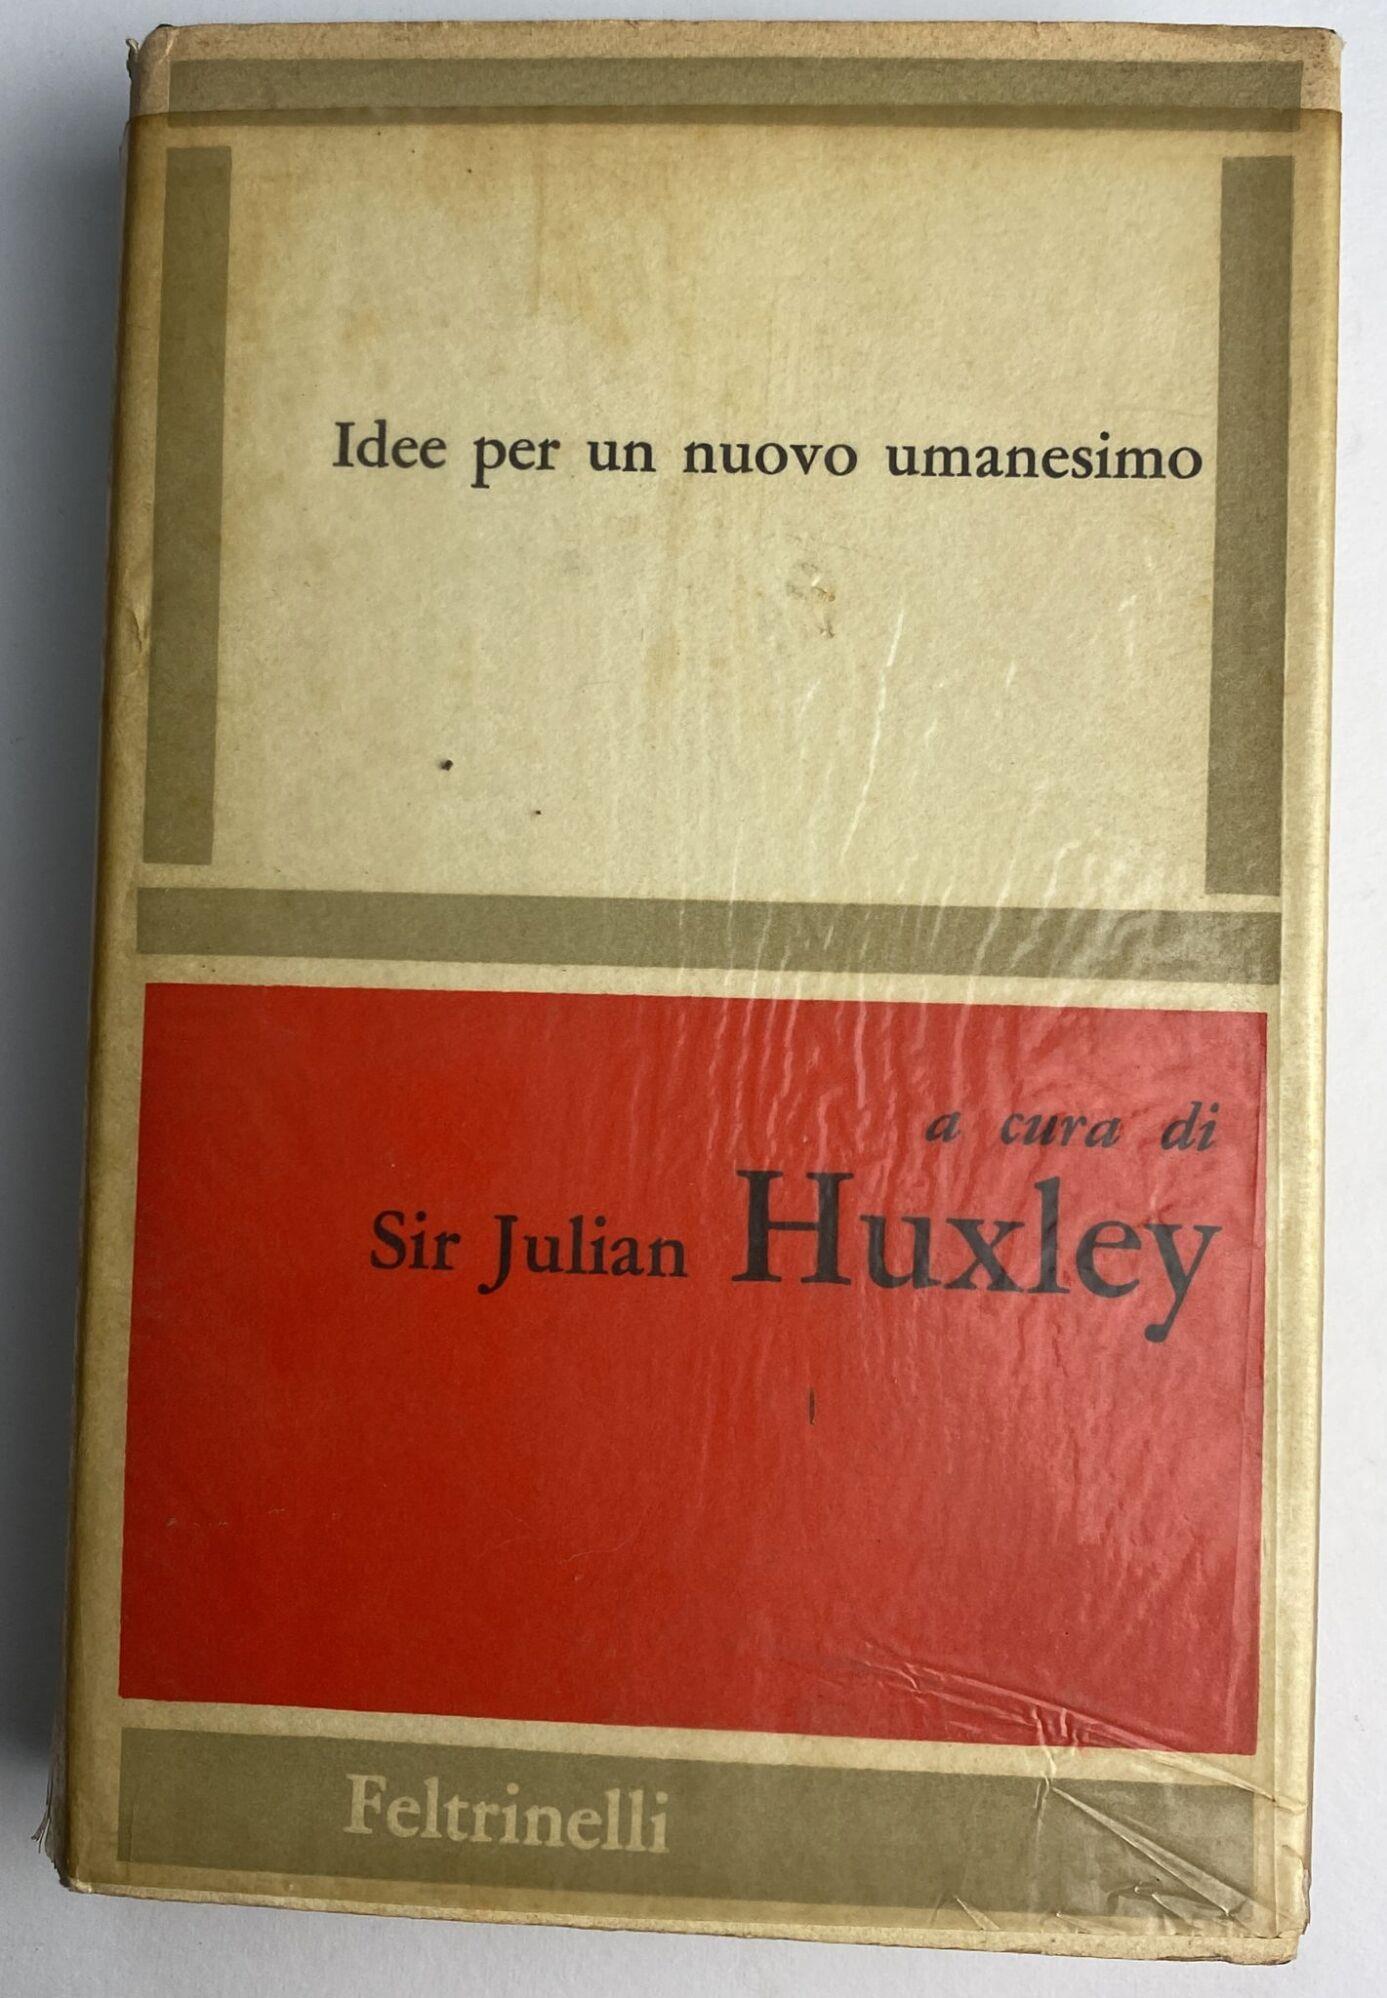 Idee per un nuovo umanesimo
a cura di
Sir Julian Huxley
Feltrinelli